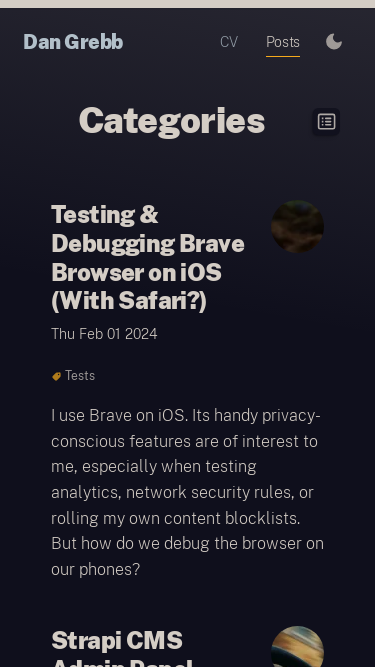 Dan Grebb
CV
Posts
Categories
Testing &
Debugging Brave
Browser on iOS
(With Safari?)
Thu Feb 01 2024
Tests
I use Brave on iOS. Its handy privacy-
conscious features are of interest to
me, especially when testing
analytics, network security rules, or
rolling my own content blocklists.
But how do we debug the browser on
our phones?
Strapi CMS
Admin Panel